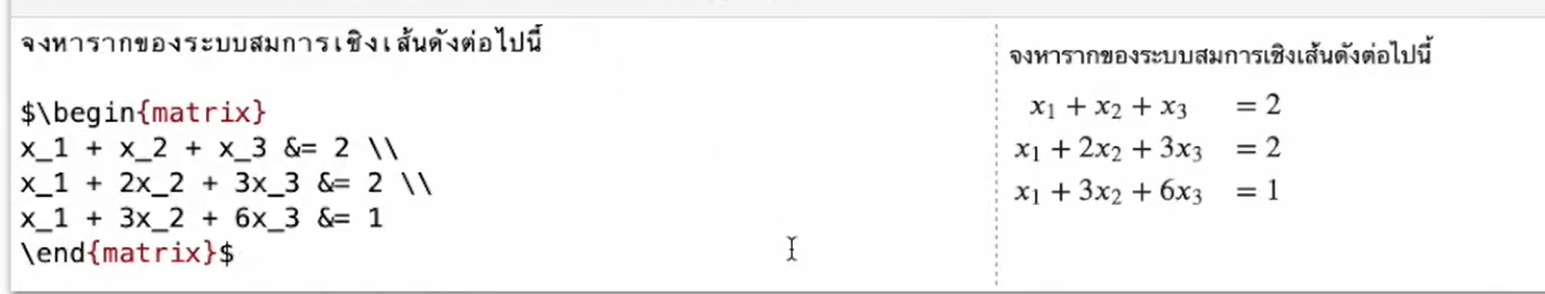 จงหารากของระบบสมการเชิงเส้นดังต่อไปนี้
$\begin{matrix}
x_1 + x_2 + x_3 &= 2 \\
x_1 + 2x_2 + 3x_3 &= 2 \\
x_1 + 3x_2 + 6x_3 &= 1
\end{matrix}$
จงหารากของระบบสมการเชิงเส้นดังต่อไปนี้
x₁ + x₂ + x₃ = 2
x₁ + 2x₂ + 3x₃ = 2
x₁ + 3x₂ + 6x₃ = 1